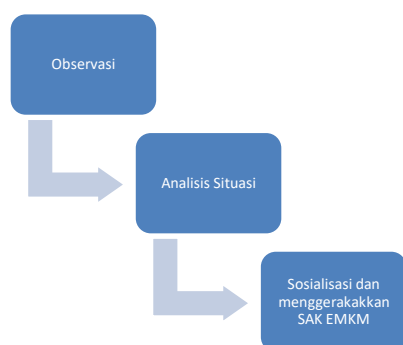 Observasi
Analisis Situasi
Sosialisasi dan
menggerakakkan
SAK EMKM